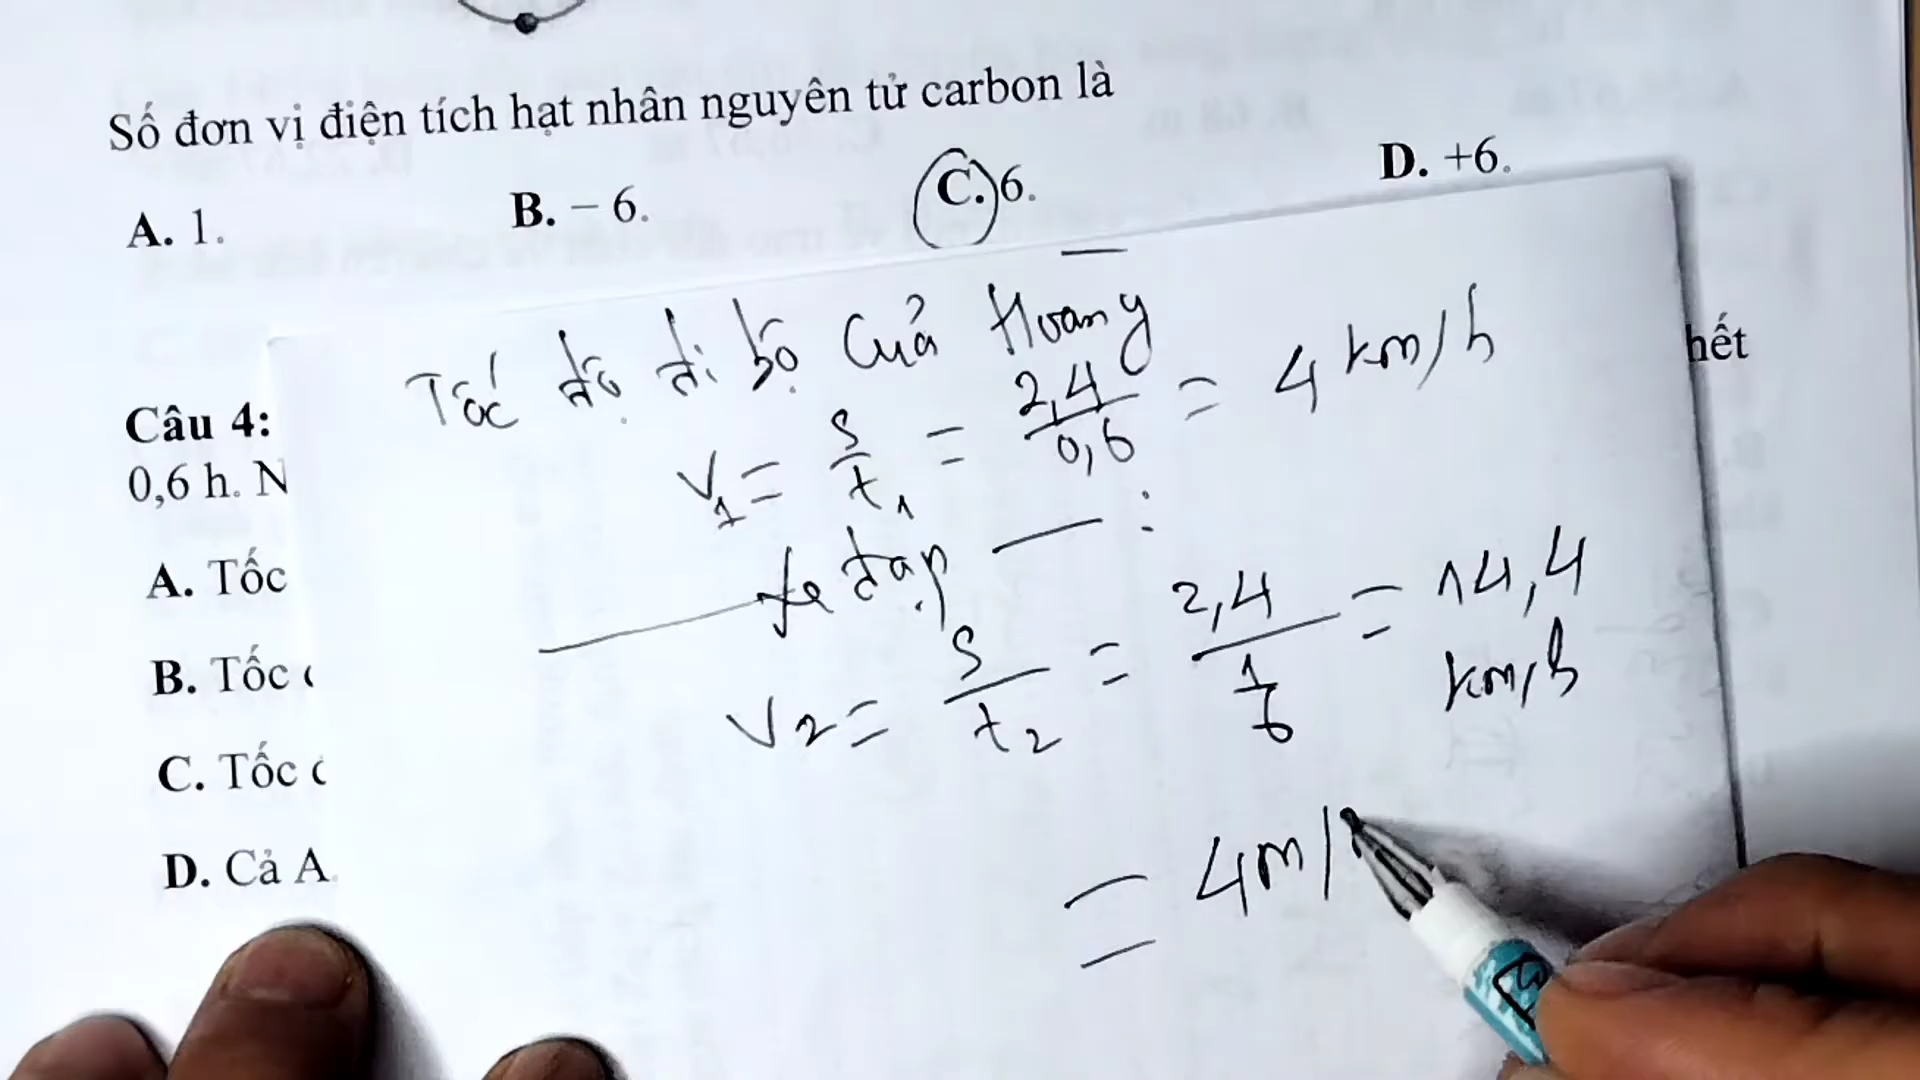 Số đơn vị điện tích hạt nhân nguyên tử carbon là
A. 1. B. – 6. C. 6. D. +6.
Tốc độ đi bộ của Hoang
hết
Câu 4:
V₁ = s/t₁ = 2,4/0,6 = 4 km/h
0,6 h. N
xe đạp — :
A. Tốc
V₂ = s/t₂ = 2,4/(1/6) = 14,4
km/h
B. Tốc
C. Tốc
= 4m/
D. Cả A